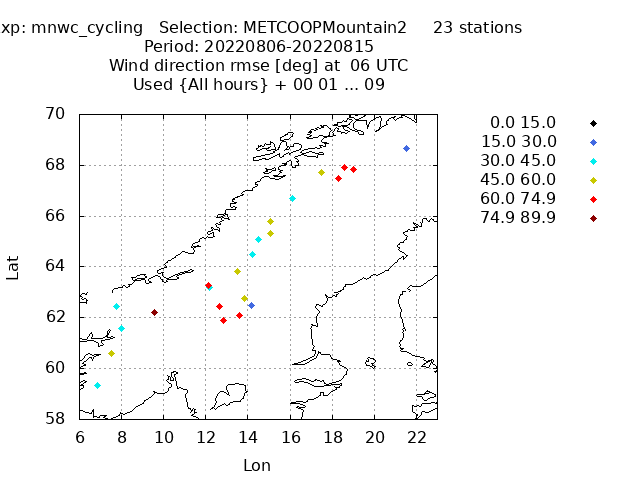 xp: mnwc_cycling Selection: METCOOPMountain2 23 stations
Period: 20220806-20220815
Wind direction rmse [deg] at 06 UTC
Used {All hours} + 00 01 ... 09
0.0 15.0
15.0 30.0
30.0 45.0
45.0 60.0
60.0 74.9
74.9 89.9
70
68
66
64
62
60
58
Lat
6 8 10 12 14 16 18 20 22
Lon